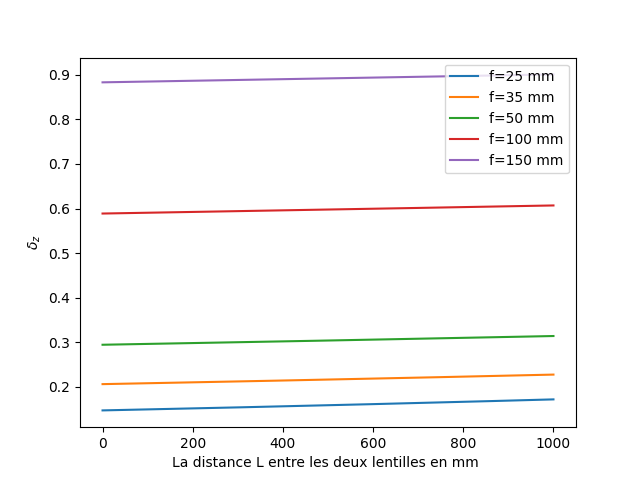 0.9
0.8
0.7
0.6
0.5
0.4
0.3
0.2
δz
f=25 mm
f=35 mm
f=50 mm
f=100 mm
f=150 mm
0 200 400 600 800 1000
La distance L entre les deux lentilles en mm